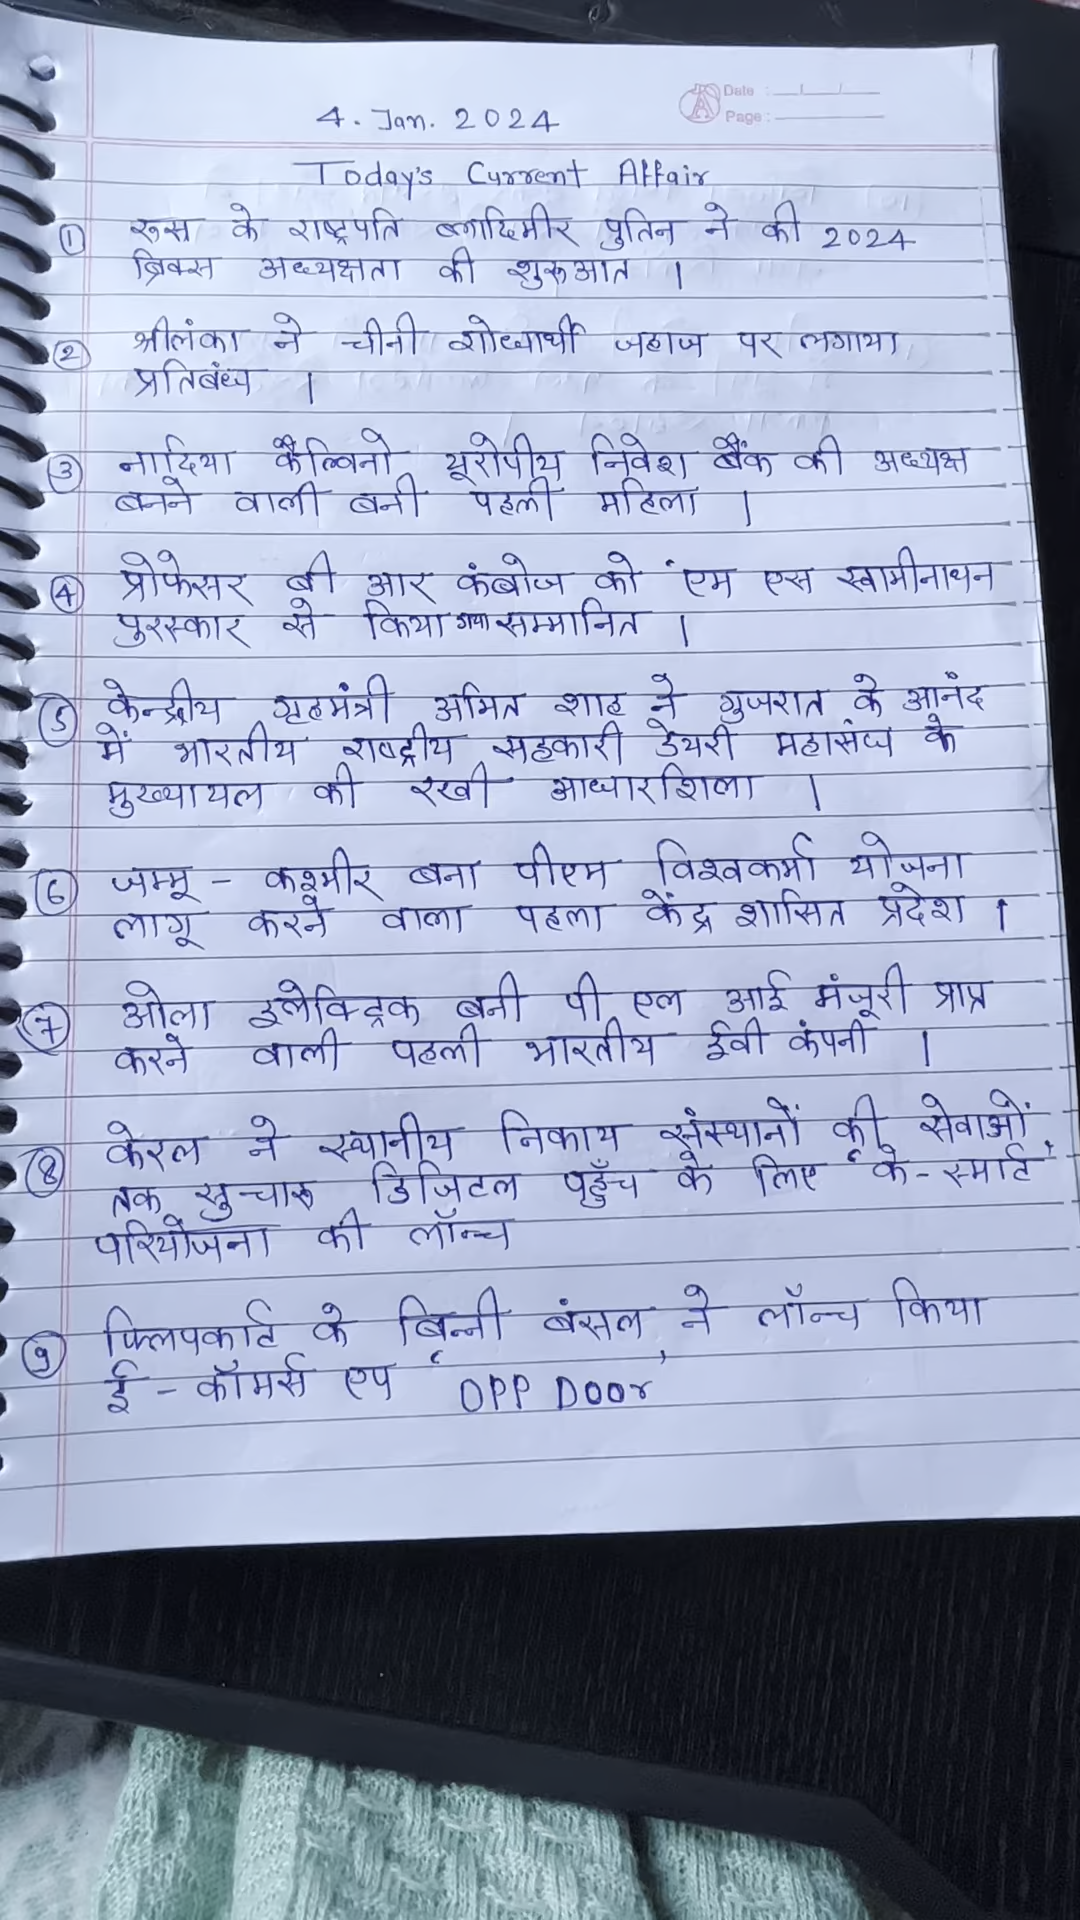 Date :
Page :
4. Jan. 2024
Today's Current Affair
① रूस के राष्ट्रपति ब्लादिमीर पुतिन ने की 2024
ब्रिक्स अध्यक्षता की शुरुआत ।
② श्रीलंका ने चीनी शोधार्थी जहाज पर लगाया
प्रतिबंध ।
③ नादिया कैल्विनो यूरोपीय निवेश बैंक की अध्यक्ष
बनने वाली बनी पहली महिला ।
④ प्रोफेसर बी आर कंबोज को एम एस स्वामीनाथन
पुरस्कार से किया गया सम्मानित ।
⑤ केन्द्रीय गृहमंत्री अमित शाह ने गुजरात के आनंद
में भारतीय राष्ट्रीय सहकारी डेयरी महासंघ के
मुख्यायल की रखी आधारशिला ।
⑥ जम्मू - कश्मीर बना पीएम विश्वकर्मा योजना
लागू करने वाला पहला केंद्र शासित प्रदेश ।
⑦ ओला इलेक्ट्रिक बनी पी एल आई मंजूरी प्राप्त
करने वाली पहली भारतीय ईवी कंपनी ।
⑧ केरल ने स्थानीय निकाय संस्थानों की सेवाओं
तक सुचारू डिजिटल पहुँच के लिए 'के-स्मार्ट'
परियोजना की लॉन्च
⑨ फ्लिपकार्ट के बिन्नी बंसल ने लॉन्च किया
ई - कॉमर्स एप 'OPP Door'